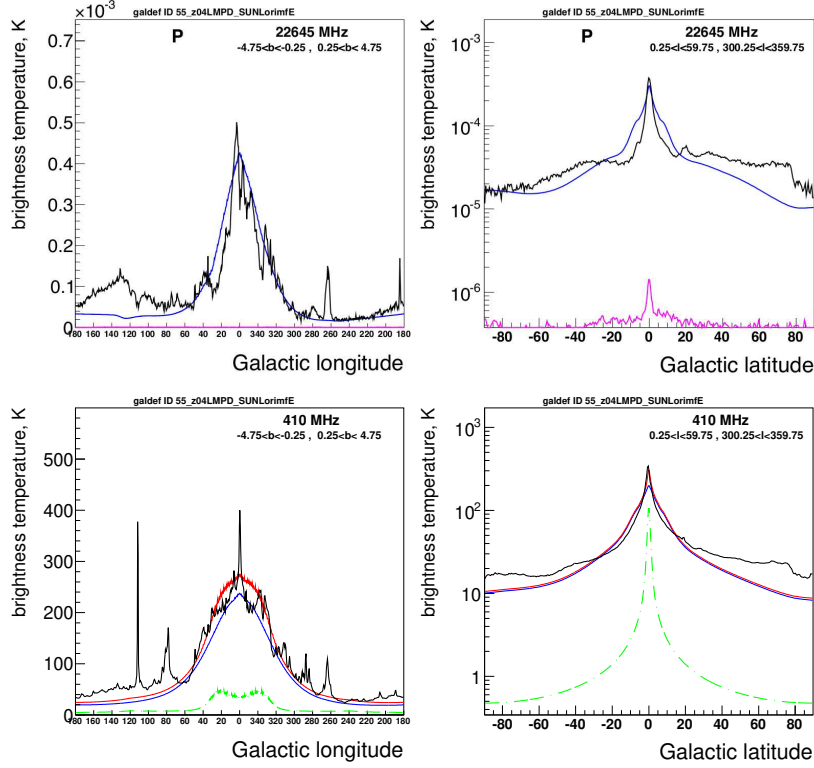 galdef ID 55_z04LMPD_SUNLorimfE
×10⁻³
P
22645 MHz
-4.75<b<-0.25 , 0.25<b< 4.75
brightness temperature, K
0.7
0.6
0.5
0.4
0.3
0.2
0.1
0
180 160 140 120 100 80 60 40 20 0 340 320 300 280 260 240 220 200 180
Galactic longitude
galdef ID 55_z04LMPD_SUNLorimfE
P
22645 MHz
0.25<l<59.75 , 300.25<l<359.75
brightness temperature, K
10⁻³
10⁻⁴
10⁻⁵
10⁻⁶
-80 -60 -40 -20 0 20 40 60 80
Galactic latitude
galdef ID 55_z04LMPD_SUNLorimfE
410 MHz
-4.75<b<-0.25 , 0.25<b< 4.75
brightness temperature, K
500
400
300
200
100
0
180 160 140 120 100 80 60 40 20 0 340 320 300 280 260 240 220 200 180
Galactic longitude
galdef ID 55_z04LMPD_SUNLorimfE
410 MHz
0.25<l<59.75 , 300.25<l<359.75
brightness temperature, K
10³
10²
10
1
-80 -60 -40 -20 0 20 40 60 80
Galactic latitude